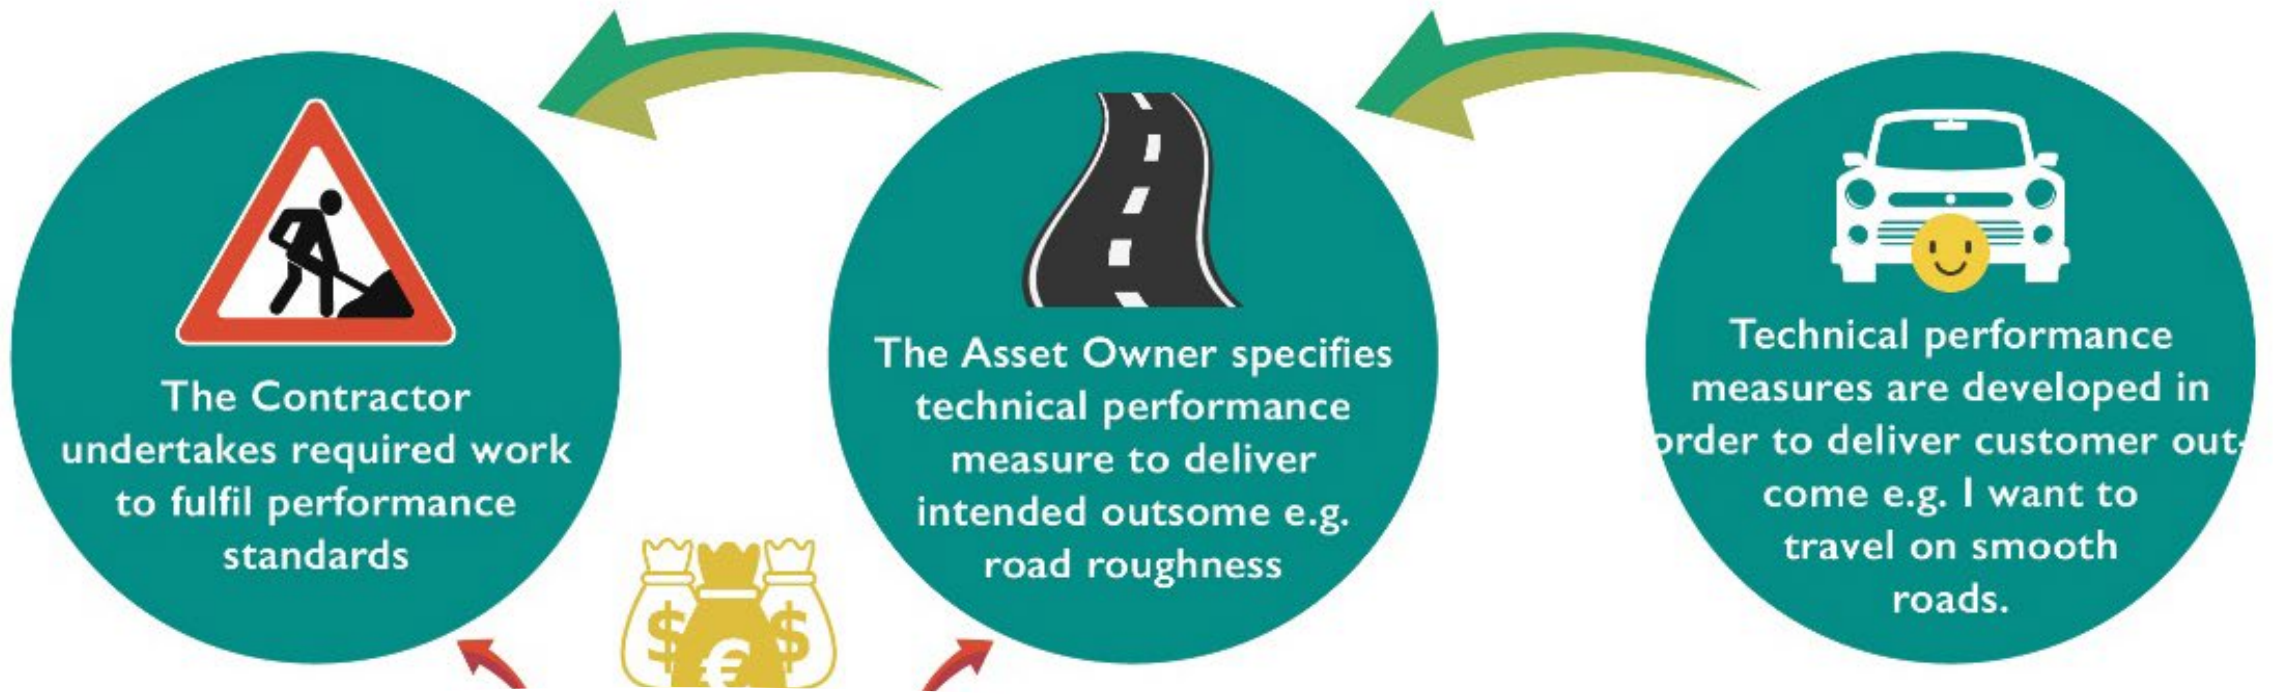 The Contractor
undertakes required work
to fulfil performance
standards
The Asset Owner specifies
technical performance
measure to deliver
intended outsome e.g.
road roughness
Technical performance
measures are developed in
order to deliver customer out-
come e.g. I want to
travel on smooth
roads.
$ € $